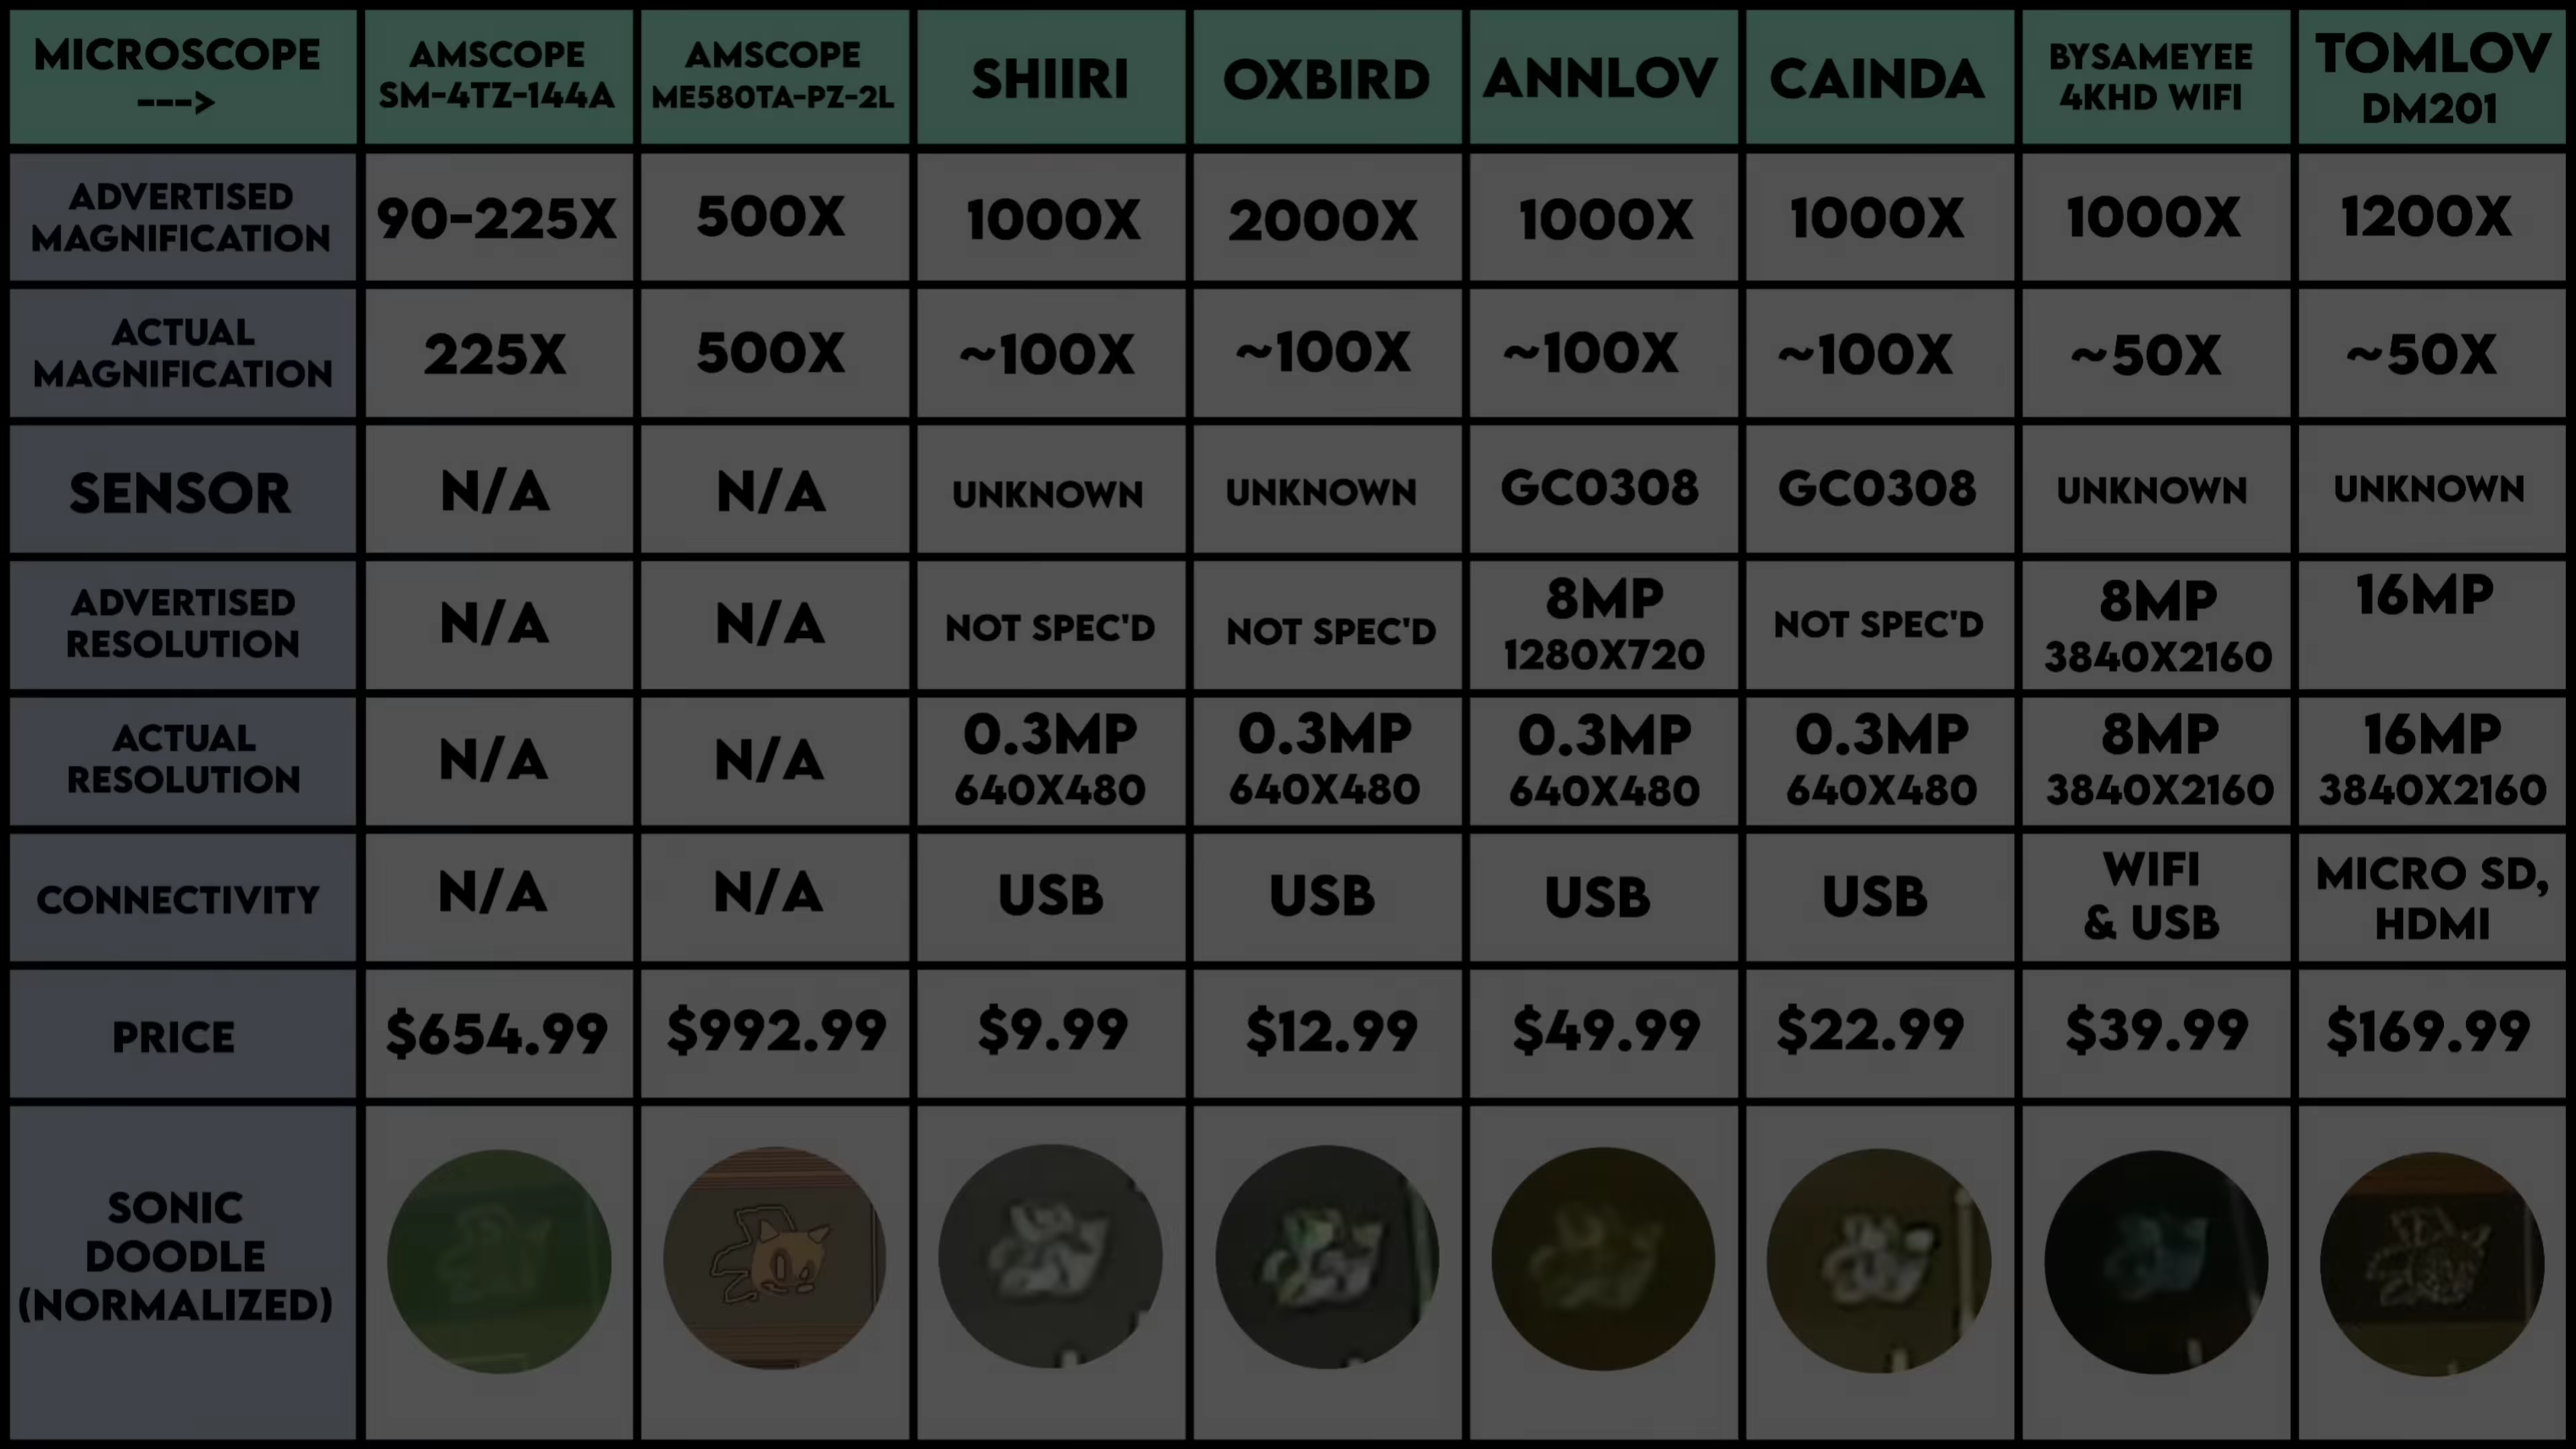 MICROSCOPE
--->
AMSCOPE
SM-4TZ-144A
AMSCOPE
ME580TA-PZ-2L
SHIIRI
OXBIRD
ANNLOV
CAINDA
BYSAMEYEE
4KHD WIFI
TOMLOV
DM201
ADVERTISED
MAGNIFICATION
90-225X
500X
1000X
2000X
1000X
1000X
1000X
1200X
ACTUAL
MAGNIFICATION
225X
500X
~100X
~100X
~100X
~100X
~50X
~50X
SENSOR
N/A
N/A
UNKNOWN
UNKNOWN
GC0308
GC0308
UNKNOWN
UNKNOWN
ADVERTISED
RESOLUTION
N/A
N/A
NOT SPEC'D
NOT SPEC'D
8MP
1280X720
NOT SPEC'D
8MP
3840X2160
16MP
ACTUAL
RESOLUTION
N/A
N/A
0.3MP
640X480
0.3MP
640X480
0.3MP
640X480
0.3MP
640X480
8MP
3840X2160
16MP
3840X2160
CONNECTIVITY
N/A
N/A
USB
USB
USB
USB
WIFI
& USB
MICRO SD,
HDMI
PRICE
$654.99
$992.99
$9.99
$12.99
$49.99
$22.99
$39.99
$169.99
SONIC
DOODLE
(NORMALIZED)